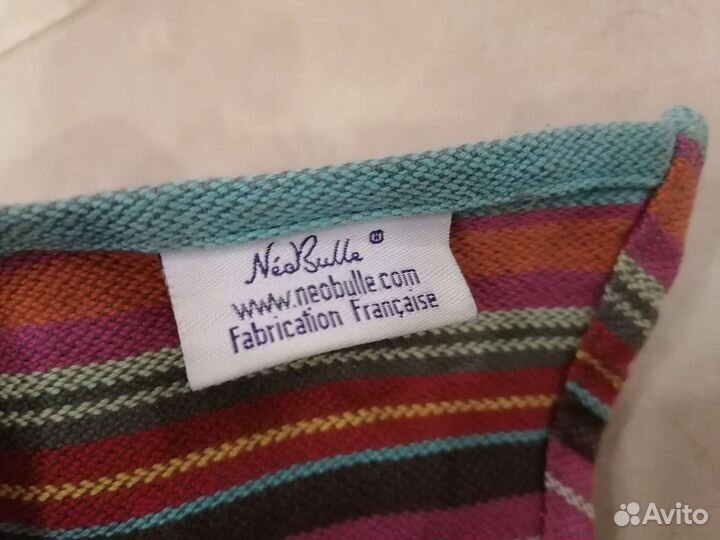 NéoBulle ®
www.neobulle.com
Fabrication Française
Avito